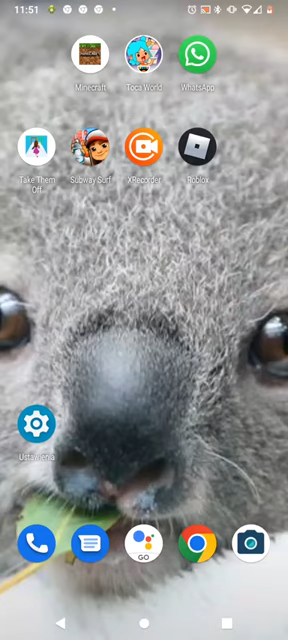 11:51
Minecraft
Toca World
WhatsApp
Take Them
Off
Subway Surf
XRecorder
Roblox
Ustawienia
GO